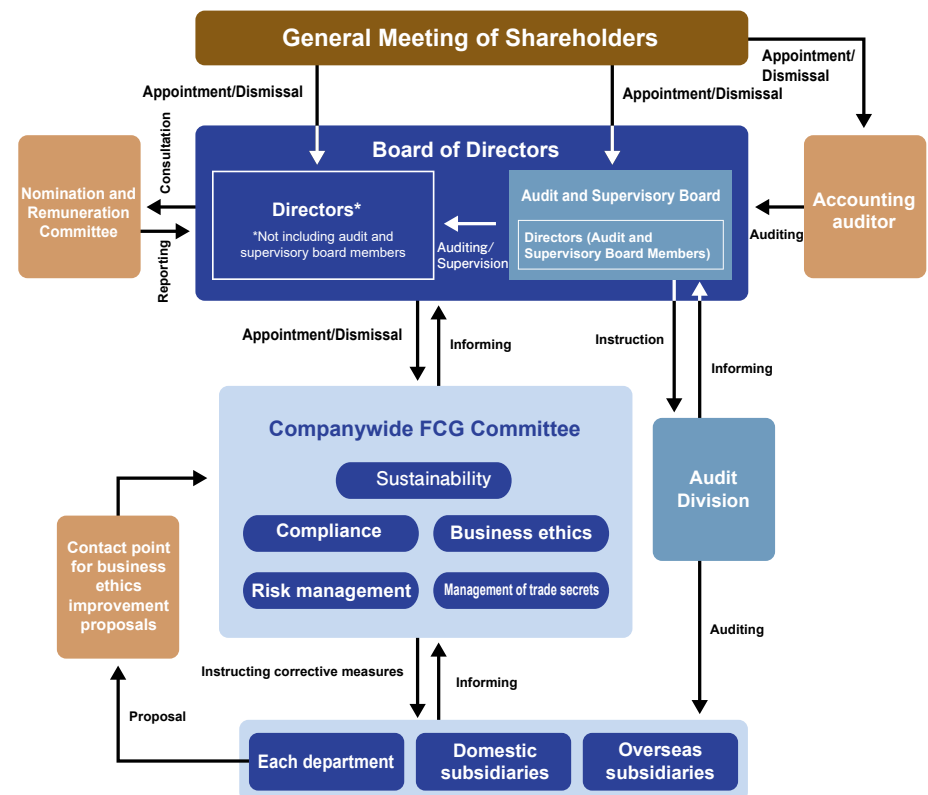 General Meeting of Shareholders
Appointment/
Dismissal
Appointment/Dismissal
Appointment/Dismissal
Consultation
Board of Directors
Nomination and
Remuneration
Committee
Directors*
*Not including audit and
supervisory board members
Auditing/
Supervision
Audit and Supervisory Board
Directors (Audit and
Supervisory Board Members)
Accounting
auditor
Auditing
Reporting
Appointment/Dismissal
Informing
Instruction
Informing
Companywide FCG Committee
Sustainability
Compliance
Business ethics
Risk management
Management of trade secrets
Audit
Division
Contact point
for business
ethics
improvement
proposals
Auditing
Instructing corrective measures
Informing
Proposal
Each department
Domestic
subsidiaries
Overseas
subsidiaries